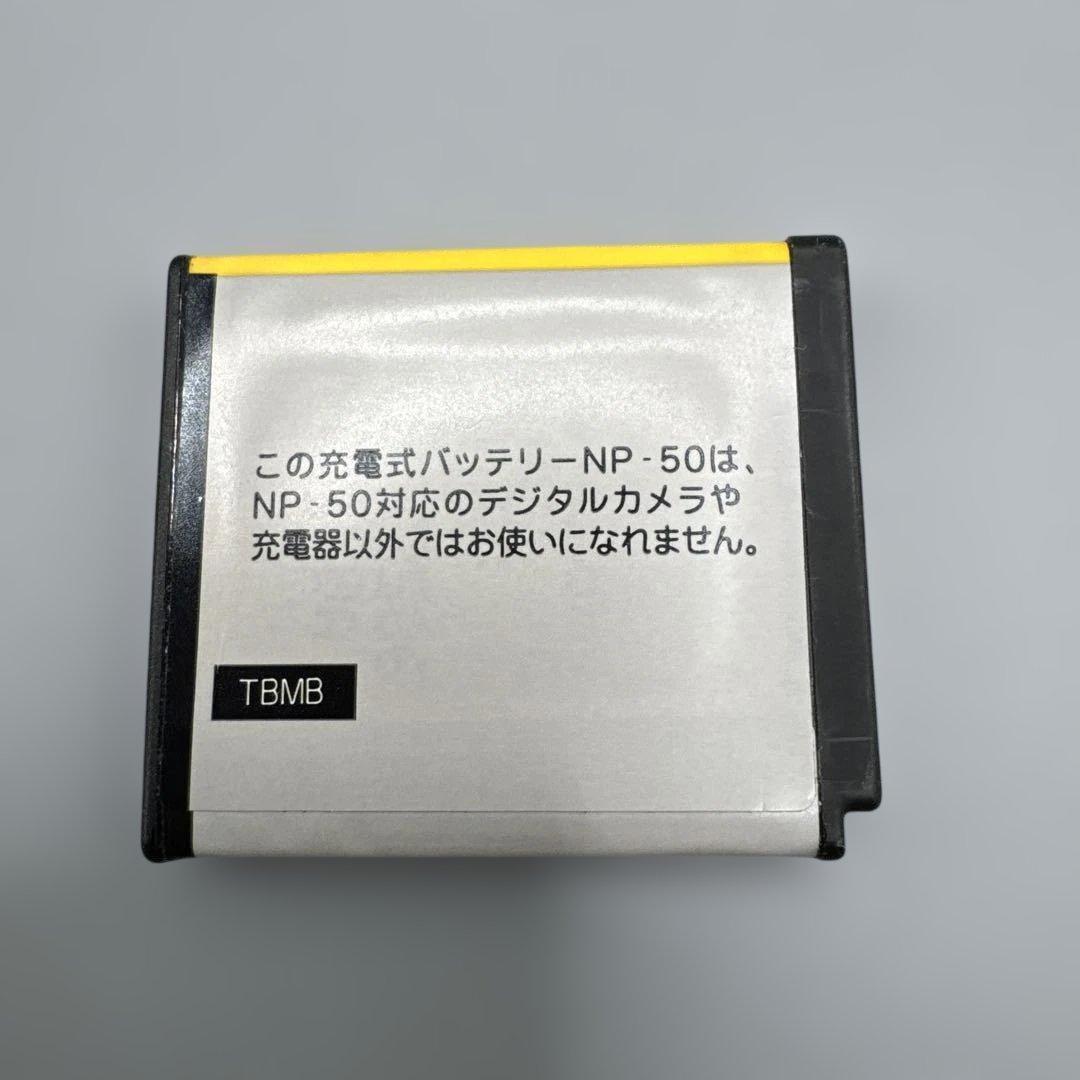 この充電式バッテリーNP-50は、
NP-50対応のデジタルカメラや
充電器以外ではお使いになれません。
TBMB